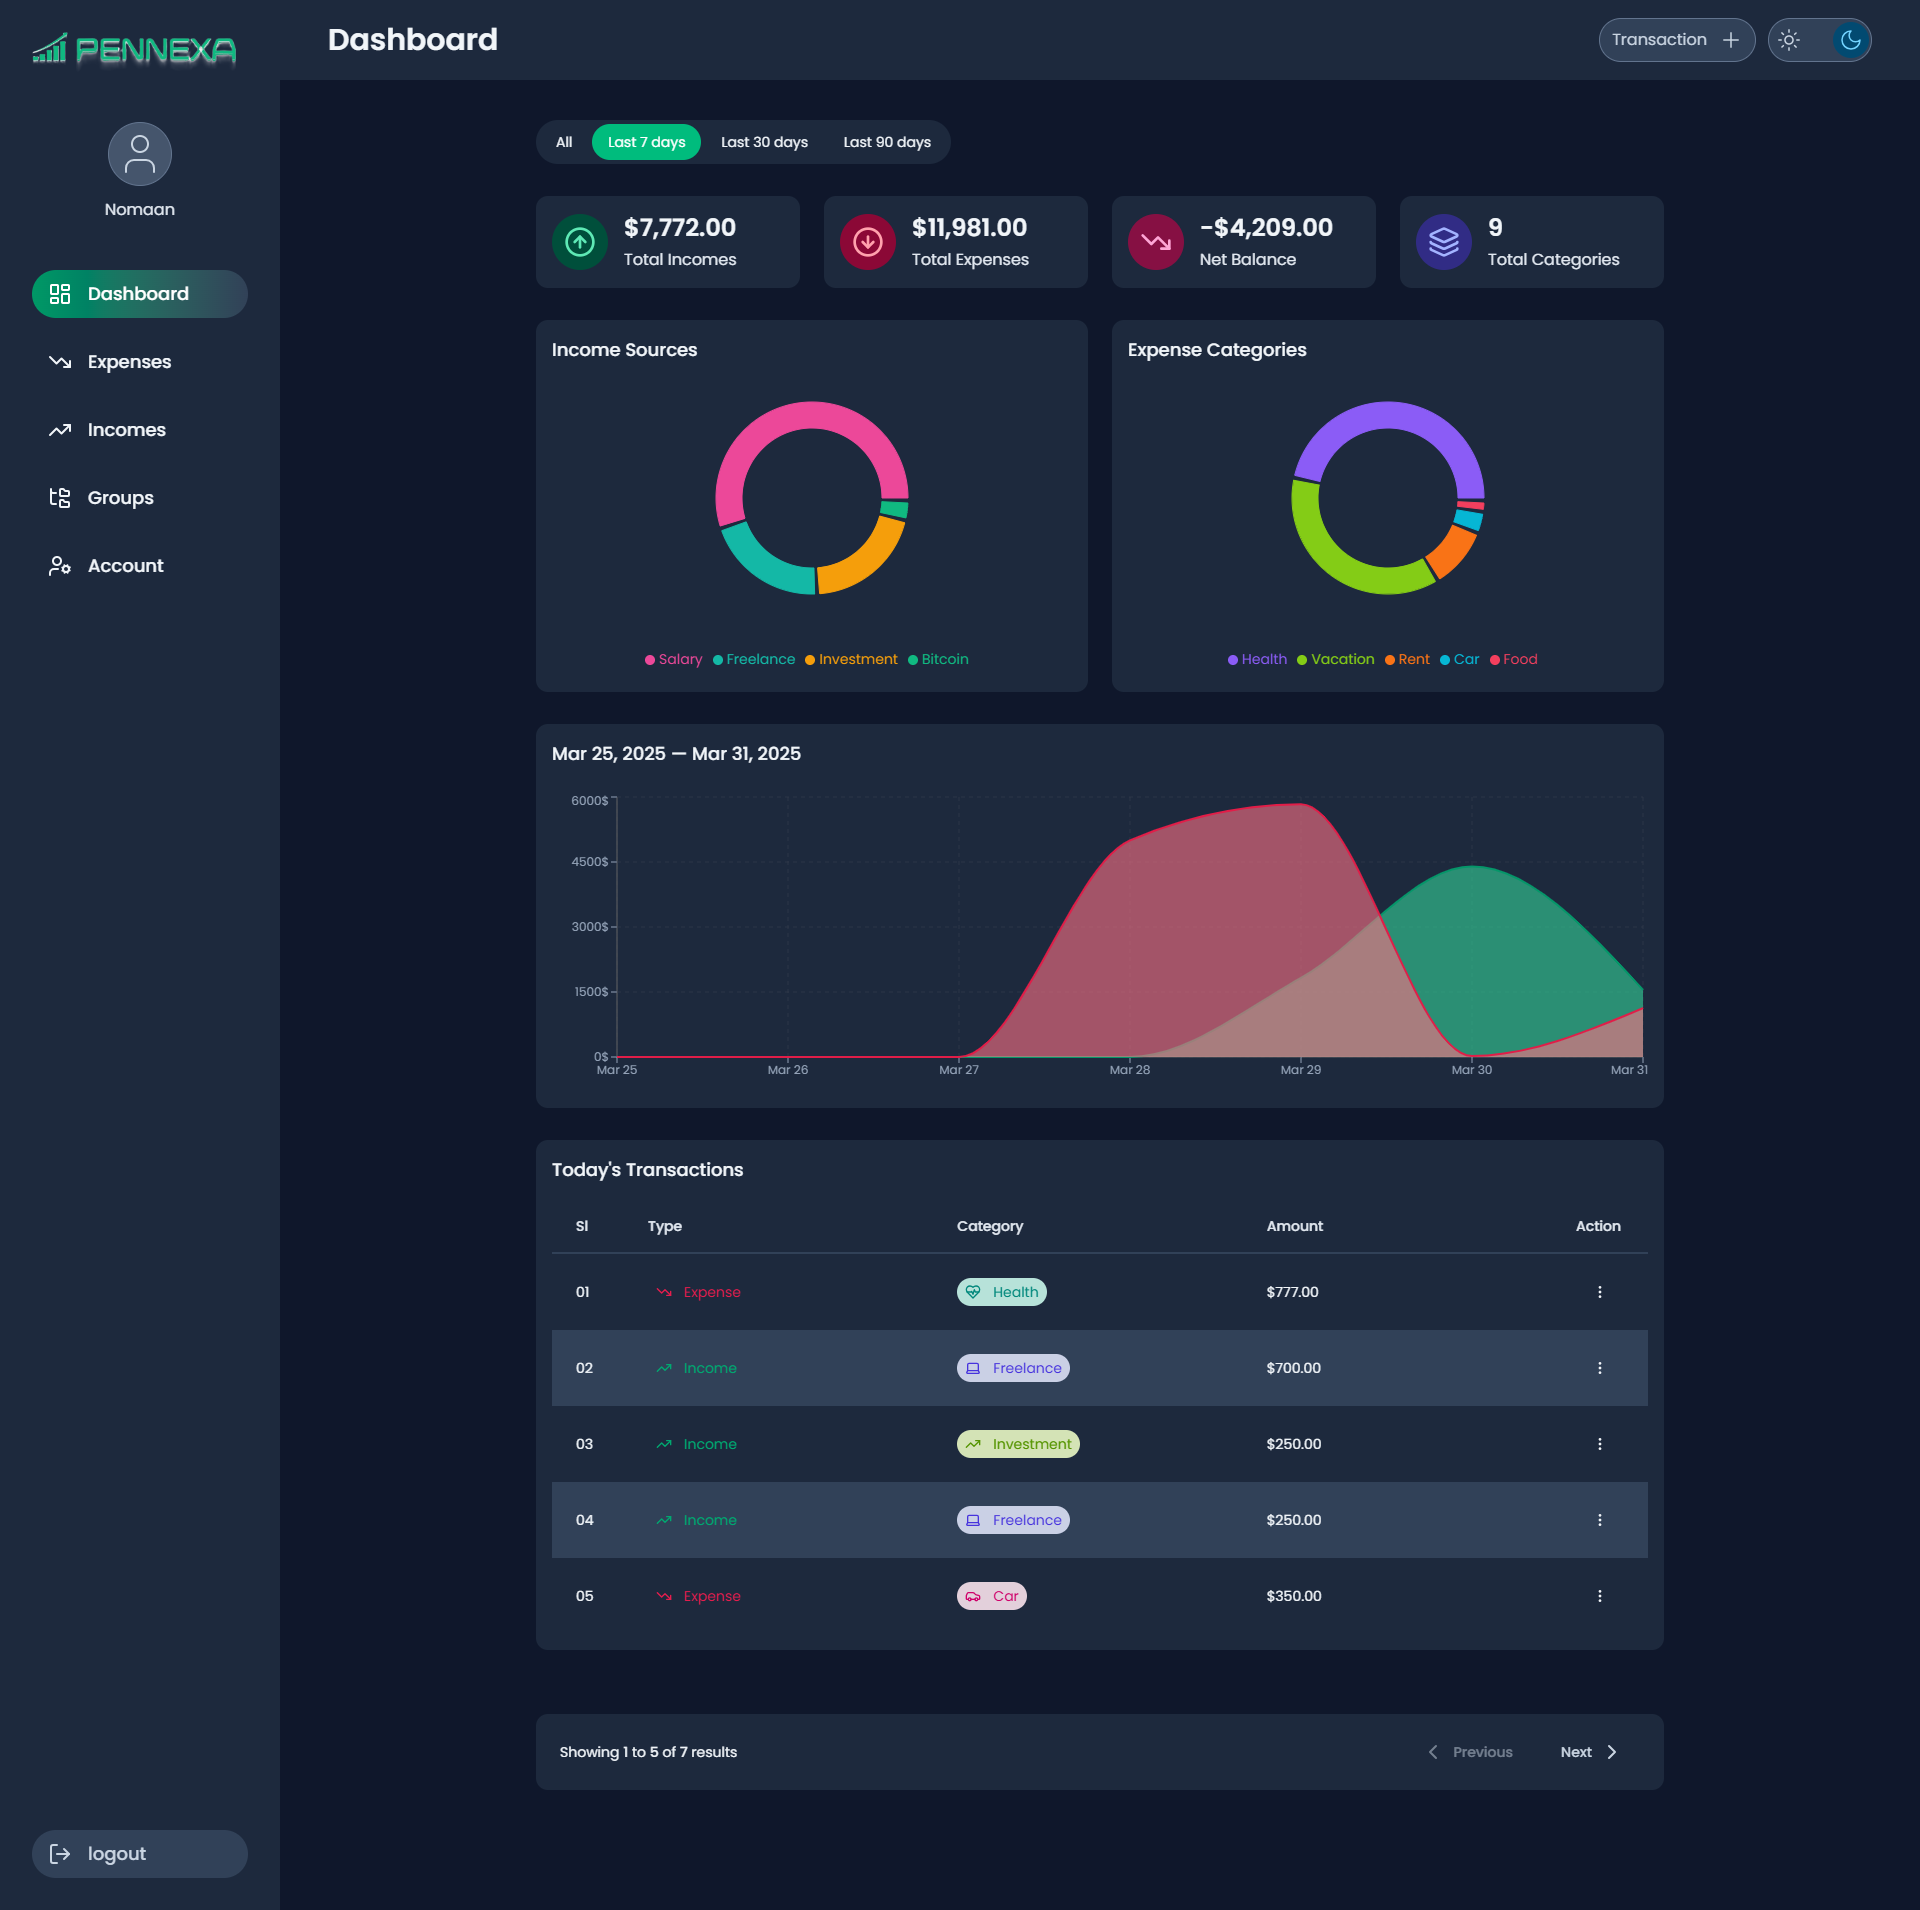 PENNEXA
Dashboard
Transaction
Nomaan
Dashboard
Expenses
Incomes
Groups
Account
logout
All
Last 7 days
Last 30 days
Last 90 days
$7,772.00
Total Incomes
$11,981.00
Total Expenses
-$4,209.00
Net Balance
9
Total Categories
Income Sources
Salary Freelance Investment Bitcoin
Expense Categories
Health Vacation Rent Car Food
Mar 25, 2025 — Mar 31, 2025
6000$
4500$
3000$
1500$
0$
Mar 25 Mar 26 Mar 27 Mar 28 Mar 29 Mar 30 Mar 31
Today's Transactions
Sl Type Category Amount Action
01 Expense Health $777.00
02 Income Freelance $700.00
03 Income Investment $250.00
04 Income Freelance $250.00
05 Expense Car $350.00
Showing 1 to 5 of 7 results
Previous Next